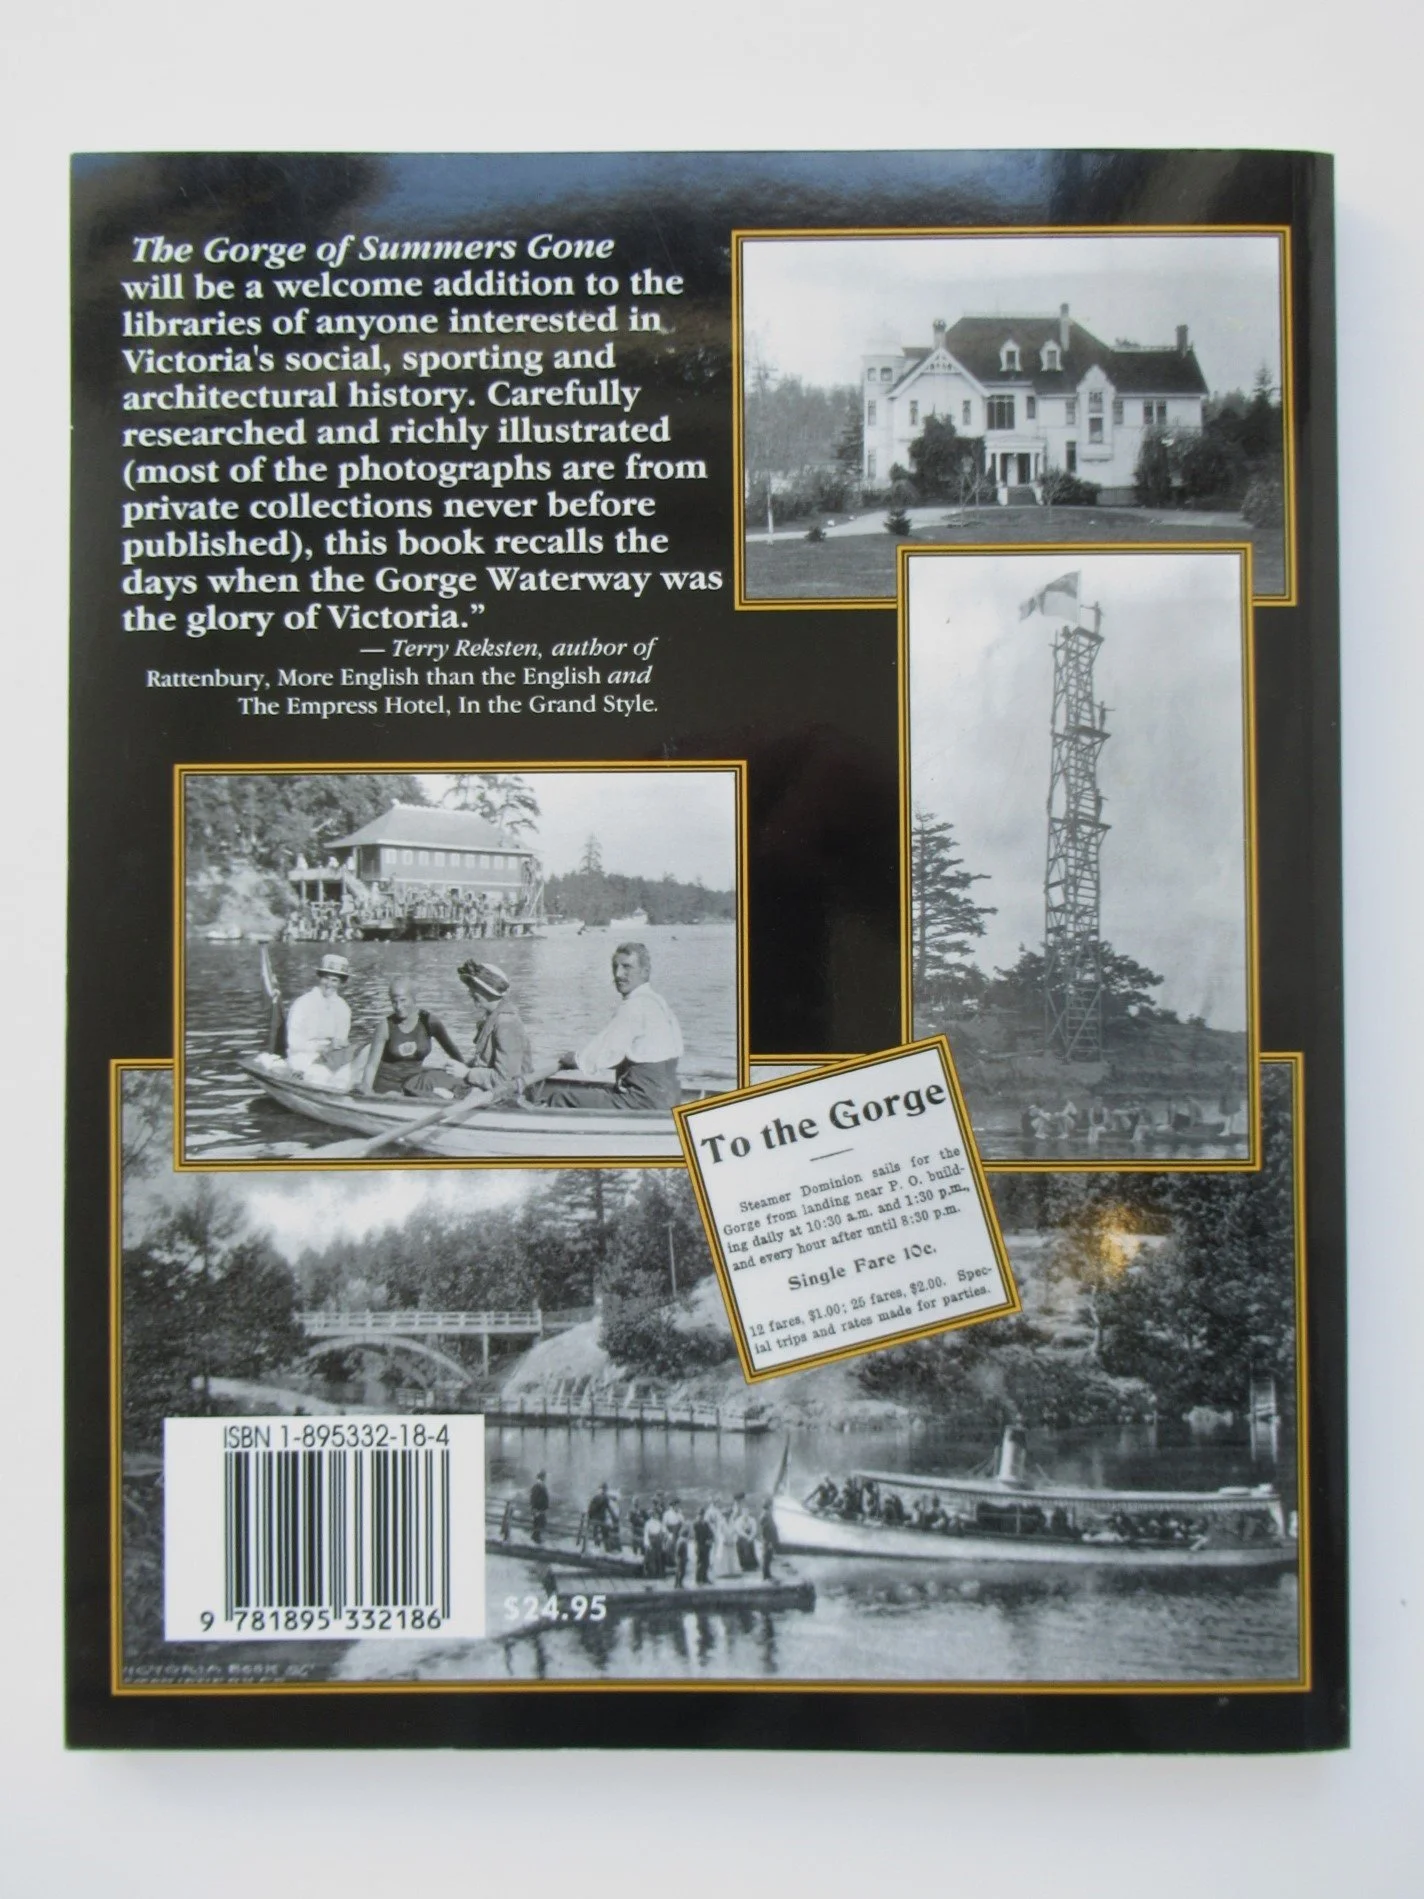 The Gorge of Summers Gone
will be a welcome addition to the
libraries of anyone interested in
Victoria's social, sporting and
architectural history. Carefully
researched and richly illustrated
(most of the photographs are from
private collections never before
published), this book recalls the
days when the Gorge Waterway was
the glory of Victoria.”
— Terry Reksten, author of
Rattenbury, More English than the English and
The Empress Hotel, In the Grand Style.
To the Gorge
Steamer Dominion sails for the
Gorge from landing near P. O. build-
ing daily at 10:30 a.m. and 1:30 p.m.,
and every hour after until 8:30 p.m.
Single Fare 10c.
12 fares, $1.00; 25 fares, $2.00. Spec-
ial trips and rates made for parties.
ISBN 1-895332-18-4
9 781895 332186
$24.95
VICTORIA BOOK &